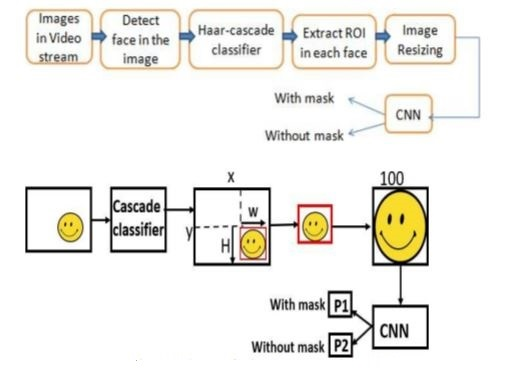 Images
in Video
stream
Detect
face in the
image
Haar-cascade
classifier
Extract ROI
in each face
Image
Resizing
With mask
CNN
Without mask
x
100
Cascade
classifier
w
y
H
With mask P1
CNN
Without mask P2